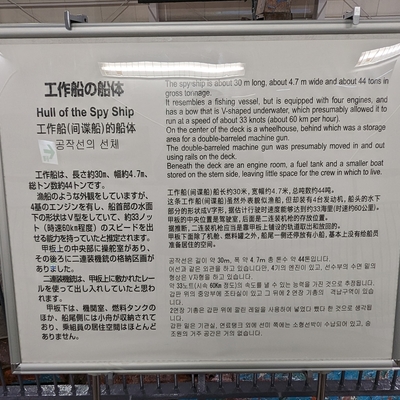 工作船の船体
Hull of the Spy Ship
工作船(间谍船)的船体
공작선의 선체
工作船は、長さ約30m、幅約4.7m、
総トン数約44トンです。
漁船のような外観をしていますが、
4基のエンジンを有し、船首部の水面
下の形状はV型をしていて、約33ノッ
ト（時速約60km程度）のスピードを出
せる能力を持っていたと推定されます。
甲板上の中央部に操舵室があり、
その後ろに二連装機銃の格納区画が
ありました。
二連装機銃は、甲板上に敷かれたレー
ルを使って出し入れしていたと思わ
れます。
甲板下は、機関室、燃料タンクの
ほか、船尾側には小舟が収納されて
おり、乗組員の居住空間はほとんど
ありません。
The spy ship is about 30 m long, about 4.7 m wide and about 44 tons in
gross tonnage.
It resembles a fishing vessel, but is equipped with four engines, and
has a bow that is V-shaped underwater, which presumably allowed it to
run at a speed of about 33 knots (about 60 km per hour).
On the center of the deck is a wheelhouse, behind which was a storage
area for a double-barreled machine gun.
The double-barreled machine gun was presumably moved in and out
using rails on the deck.
Beneath the deck are engine room, a fuel tank and a smaller boat
stored on the stern side, leaving little space for the crew in which to live.
工作船(间谍船)船长约30米,宽幅约4.7米,总吨数约44吨。
这条工作船(间谍船)虽然外表貌似渔船,但却装有4台发动机,船头的水下
部分的形状成V字形,据估计行驶时速度能够达到约33海里(时速约60公里)。
甲板的中央位置是驾驶室,后面是二连装机枪的存放位置。
据推断,二连装机枪应当是靠甲板上铺设的轨道取出和放回的。
甲板下面除了机舱、燃料罐之外,船尾一侧还停放有小船,基本上没有给船员
准备居住的空间。
공작선은 길이 약 30m, 폭 약 4.7m 총 톤수 약 44톤입니다.
어선과 같은 외관을 하고 있습니다만, 4기의 엔진이 있고, 선수부의 수면 밑의
형상은 V자형을 하고 있습니다.
약 33노트(시속 60Km 정도)의 속도를 낼 수 있는 능력을 가진 것으로 추정됩니다.
갑판 위의 중앙부에 조타실이 있고 그 뒤에 2연장 기총의 격납구역이 있습
니다.
2연장 기총은 갑판 위에 깔린 레일을 사용하여 넣었다 뺐다 한 것으로 생각됩
니다.
갑판 밑은 기관실, 연료탱크 외에 선미 쪽에는 소형선박이 수납되어 있고, 승
조원의 거주 공간은 거의 없습니다.